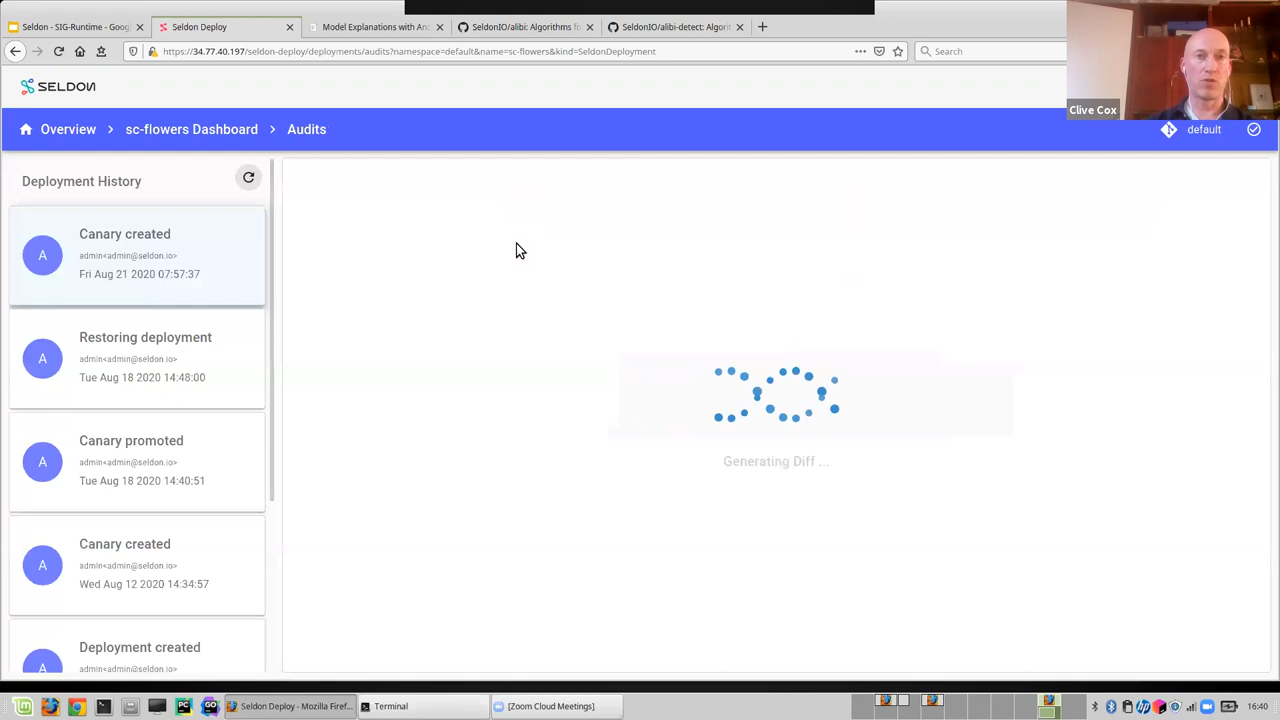 Seldon - SIG-Runtime - Goog
Seldon Deploy
Model Explanations with Anc
SeldonIO/alibi: Algorithms fo
SeldonIO/alibi-detect: Algorit
https://34.77.40.197/seldon-deploy/deployments/audits?namespace=default&name=sc-flowers&kind=SeldonDeployment
Search
SELDON
Clive Cox
Overview
sc-flowers Dashboard
Audits
default
Deployment History
A
Canary created
admin<admin@seldon.io>
Fri Aug 21 2020 07:57:37
A
Restoring deployment
admin<admin@seldon.io>
Tue Aug 18 2020 14:48:00
A
Canary promoted
admin<admin@seldon.io>
Tue Aug 18 2020 14:40:51
A
Canary created
admin<admin@seldon.io>
Wed Aug 12 2020 14:34:57
A
Deployment created
admin<admin@seldon.io>
Generating Diff ...
PC
GO
Seldon Deploy - Mozilla Firef...
Terminal
[Zoom Cloud Meetings]
16:40